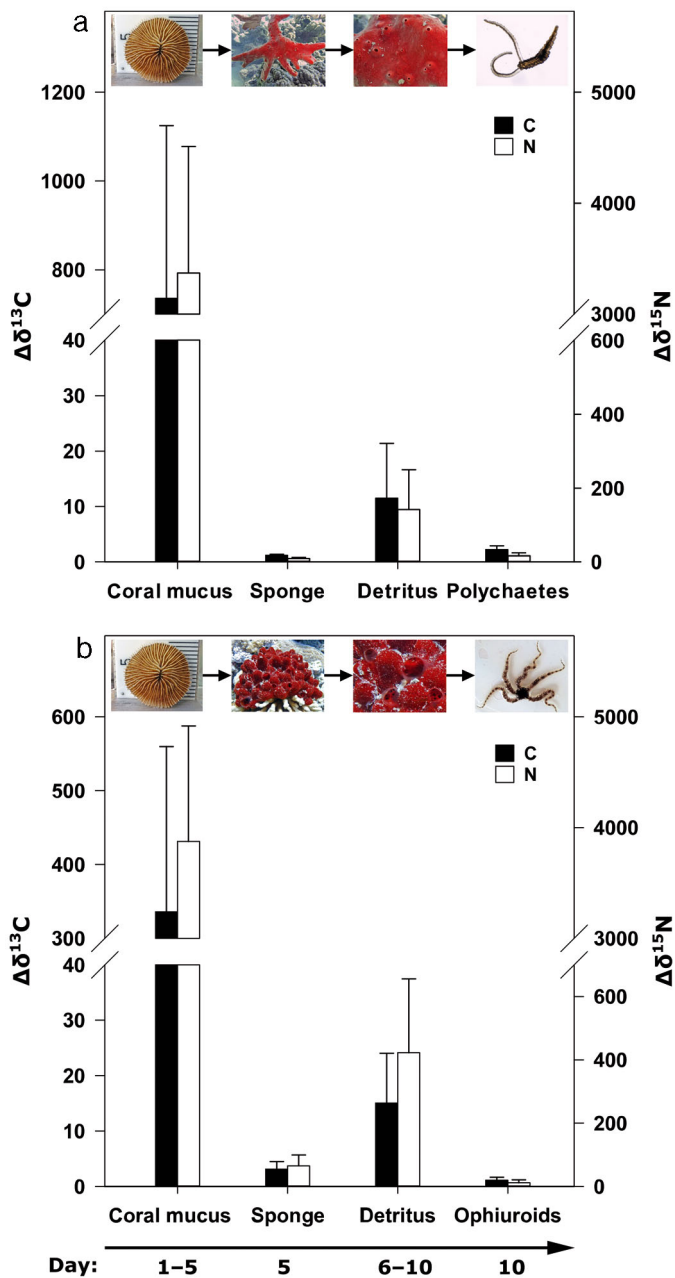 a
C
N
1200
1000
800
40
30
20
10
0
Δδ13C
5000
4000
3000
600
400
200
0
Δδ15N
Coral mucus Sponge Detritus Polychaetes
b
C
N
600
500
400
300
40
30
20
10
0
Δδ13C
5000
4000
3000
600
400
200
0
Δδ15N
Coral mucus Sponge Detritus Ophiuroids
Day: 1–5 5 6–10 10